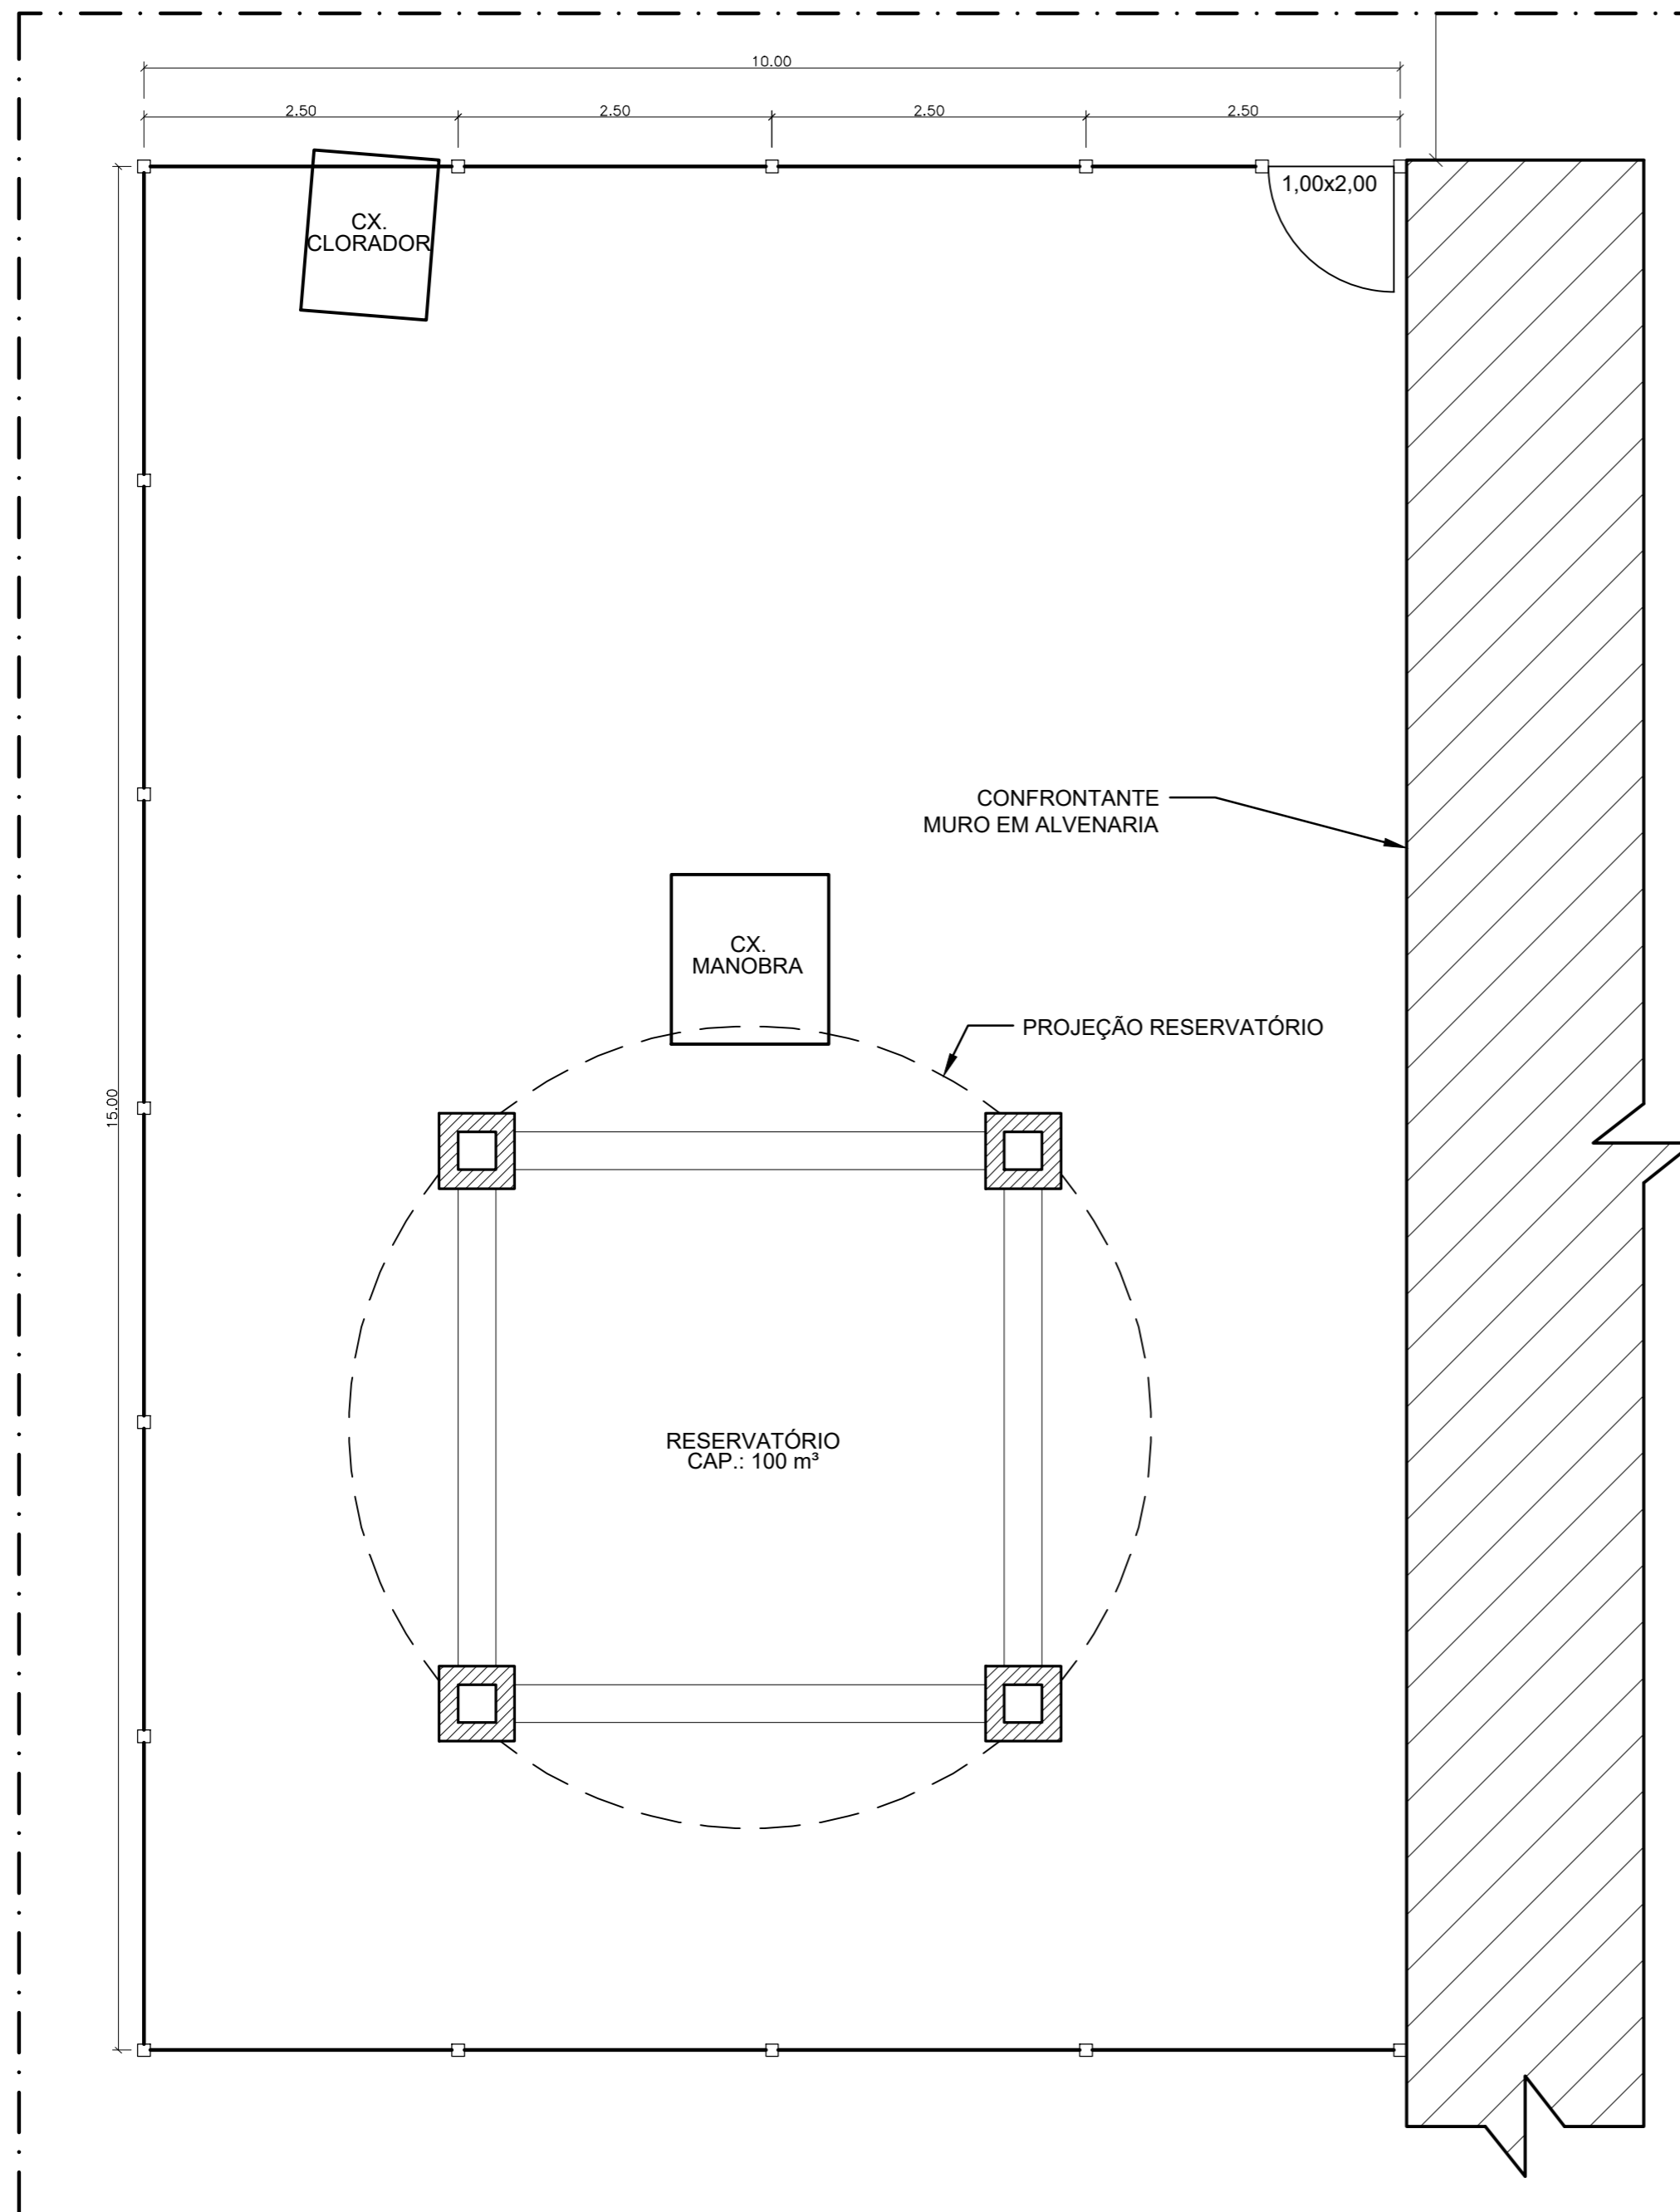 10.00
2.50
2.50
2.50
2.50
1,00x2,00
CX.
CLORADOR
CONFRONTANTE
MURO EM ALVENARIA
CX.
MANOBRA
PROJEÇÃO RESERVATÓRIO
15.00
RESERVATÓRIO
CAP.: 100 m³